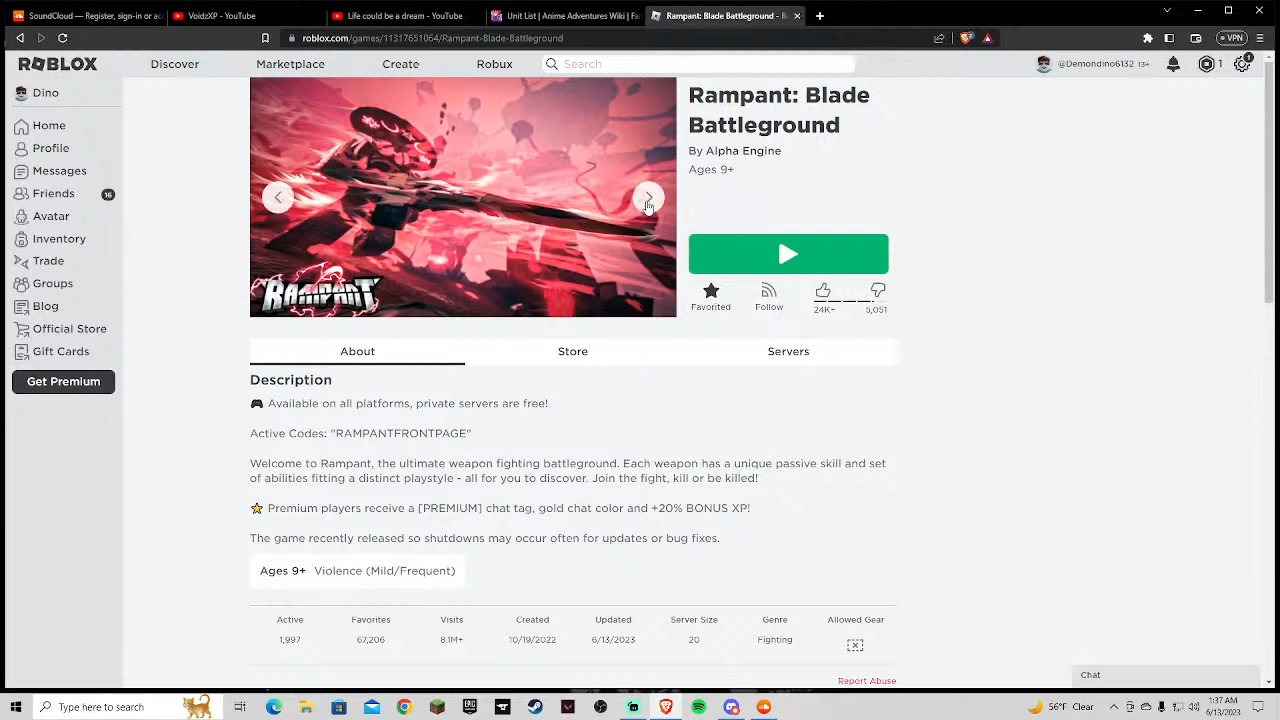 SoundCloud — Register, sign-in or ac
VoidzXP - YouTube
Life could be a dream - YouTube
Unit List | Anime Adventures Wiki | Fa
Rampant: Blade Battleground - R
roblox.com/games/11317651064/Rampant-Blade-Battleground
VPN
ROBLOX
Discover
Marketplace
Create
Robux
Search
@Demondino6132 13+
1
1
Dino
Home
Profile
Messages
Friends
16
Avatar
Inventory
Trade
Groups
Blog
Official Store
Gift Cards
Get Premium
RAMPANT
Rampant: Blade
Battleground
By Alpha Engine
Ages 9+
Favorited
Follow
24K+
5,051
About
Store
Servers
Description
🎮 Available on all platforms, private servers are free!
Active Codes: "RAMPANTFRONTPAGE"
Welcome to Rampant, the ultimate weapon fighting battleground. Each weapon has a unique passive skill and set
of abilities fitting a distinct playstyle - all for you to discover. Join the fight, kill or be killed!
⭐ Premium players receive a [PREMIUM] chat tag, gold chat color and +20% BONUS XP!
The game recently released so shutdowns may occur often for updates or bug fixes.
Ages 9+ Violence (Mild/Frequent)
Active Favorites Visits Created Updated Server Size Genre Allowed Gear
1,997 67,206 8.1M+ 10/19/2022 6/13/2023 20 Fighting
Report Abuse
Chat
Type here to search
EPIC
56°F Clear
1:37 AM
6/13/2023